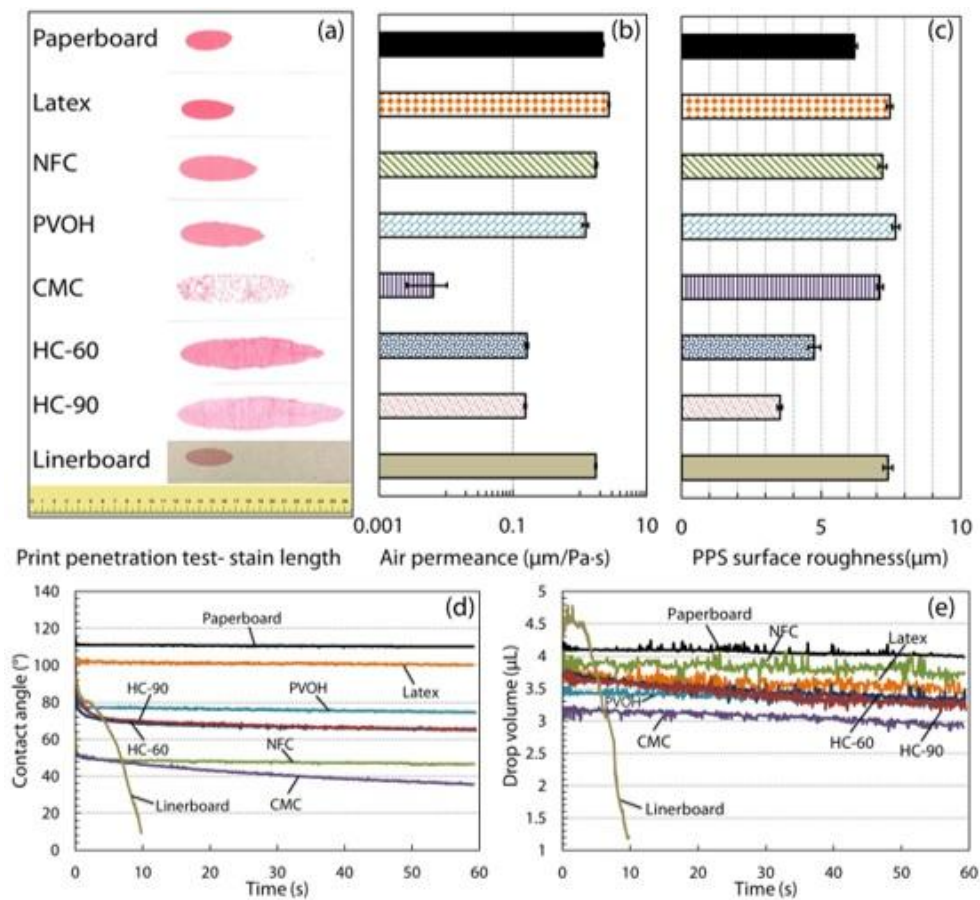 (a)
Paperboard
Latex
NFC
PVOH
CMC
HC-60
HC-90
Linerboard
Print penetration test- stain length
(b)
0.001 0.1 10
Air permeance (μm/Pa·s)
(c)
0 5 10
PPS surface roughness(μm)
(d)
140
120
100
80
60
40
20
0
Contact angle (°)
Paperboard
Latex
HC-90
PVOH
HC-60
NFC
CMC
Linerboard
0 10 20 30 40 50 60
Time (s)
(e)
5
4.5
4
3.5
3
2.5
2
1.5
1
Drop volume (μL)
Paperboard
NFC
Latex
PVOH
CMC
HC-60
HC-90
Linerboard
0 10 20 30 40 50 60
Time (s)